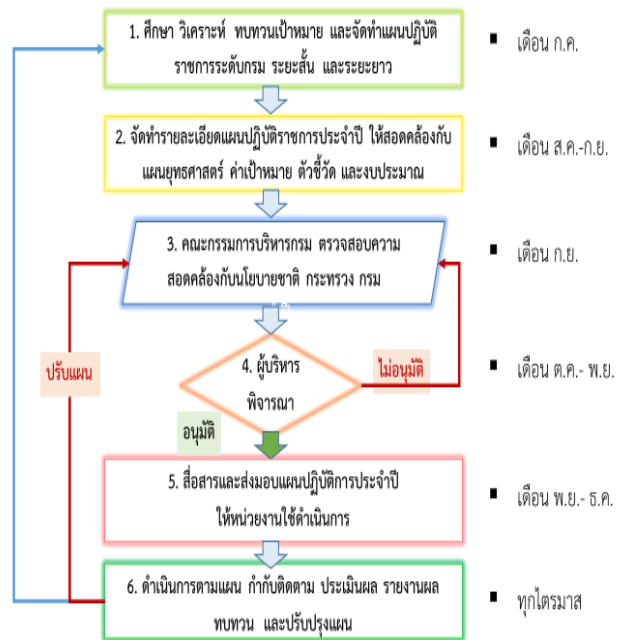 1. ศึกษา วิเคราะห์ ทบทวนเป้าหมาย และจัดทำแผนปฏิบัติ
ราชการระดับกรม ระยะสั้น และระยะยาว
▪ เดือน ก.ค.
2. จัดทำรายละเอียดแผนปฏิบัติราชการประจำปี ให้สอดคล้องกับ
แผนยุทธศาสตร์ ค่าเป้าหมาย ตัวชี้วัด และงบประมาณ
▪ เดือน ส.ค.-ก.ย.
3. คณะกรรมการบริหารกรม ตรวจสอบความ
สอดคล้องกับนโยบายชาติ กระทรวง กรม
▪ เดือน ก.ย.
ปรับแผน
4. ผู้บริหาร
พิจารณา
ไม่อนุมัติ
▪ เดือน ต.ค.- พ.ย.
อนุมัติ
5. สื่อสารและส่งมอบแผนปฏิบัติการประจำปี
ให้หน่วยงานใช้ดำเนินการ
▪ เดือน พ.ย.- ธ.ค.
6. ดำเนินการตามแผน กำกับติดตาม ประเมินผล รายงานผล
ทบทวน และปรับปรุงแผน
▪ ทุกไตรมาส